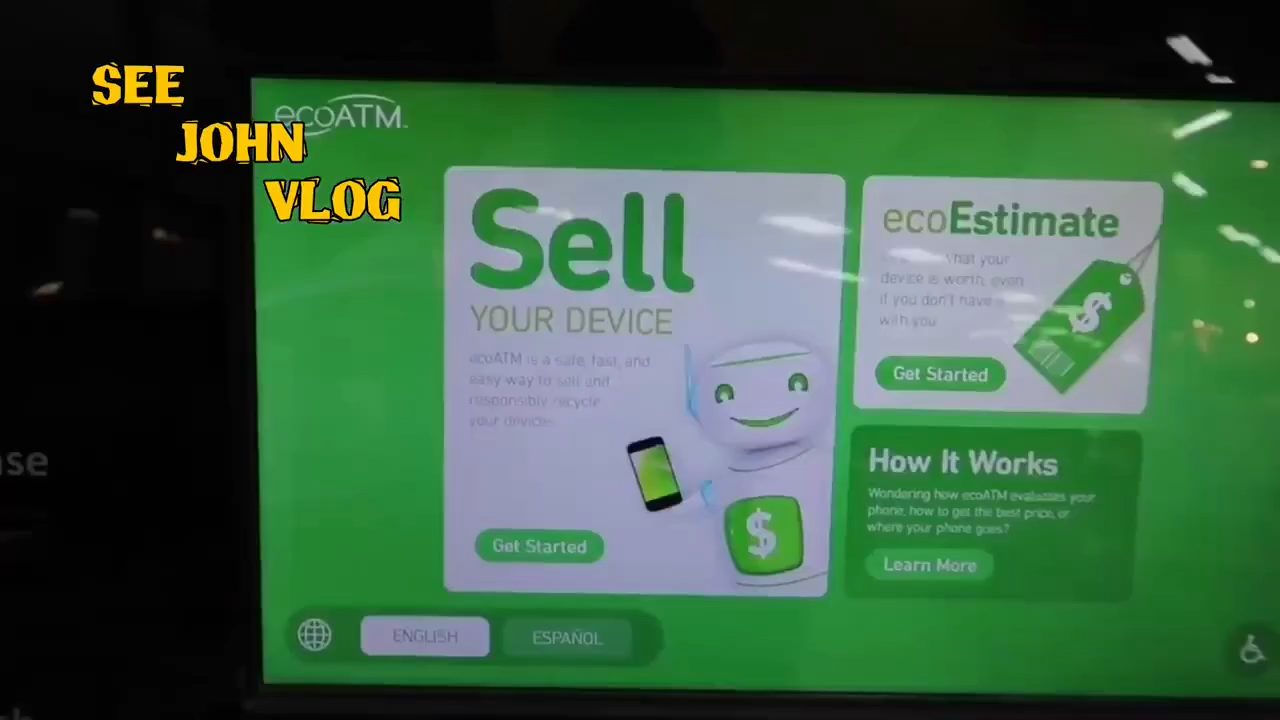 SEE
JOHN
VLOG
ecoATM
Sell
YOUR DEVICE
ecoATM is a safe, fast, and
easy way to sell and
responsibly recycle
your devices.
Get Started
ecoEstimate
what your
device is worth, even
if you don't have
with you
Get Started
How It Works
Wondering how ecoATM evaluates your
phone, how to get the best price, or
where your phone goes?
Learn More
ENGLISH
ESPAÑOL